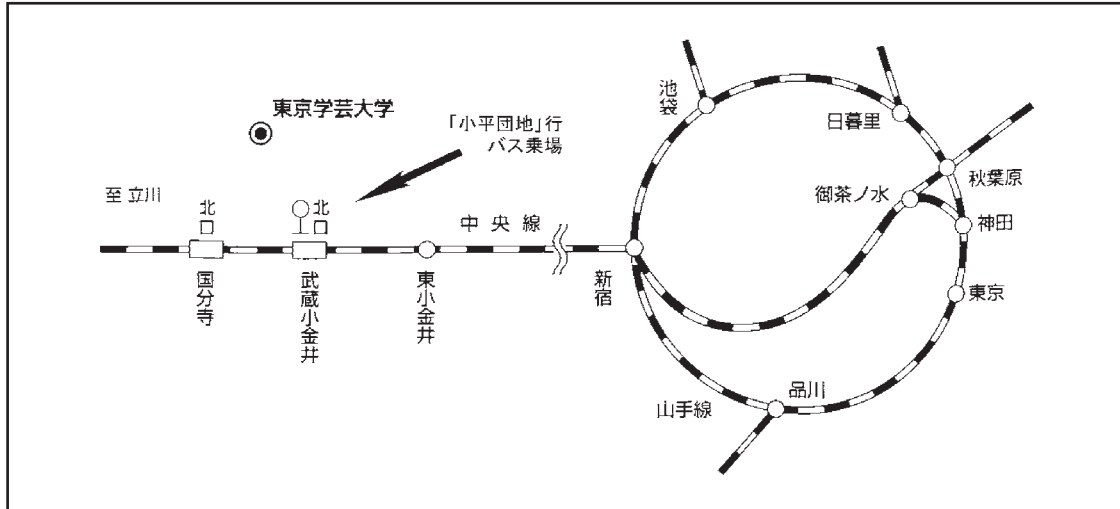 東京学芸大学
「小平団地」行
バス乗場
至 立川
北
口
北
口
中央線
国分寺
武蔵小金井
東小金井
新宿
池袋
日暮里
秋葉原
御茶ノ水
神田
東京
品川
山手線